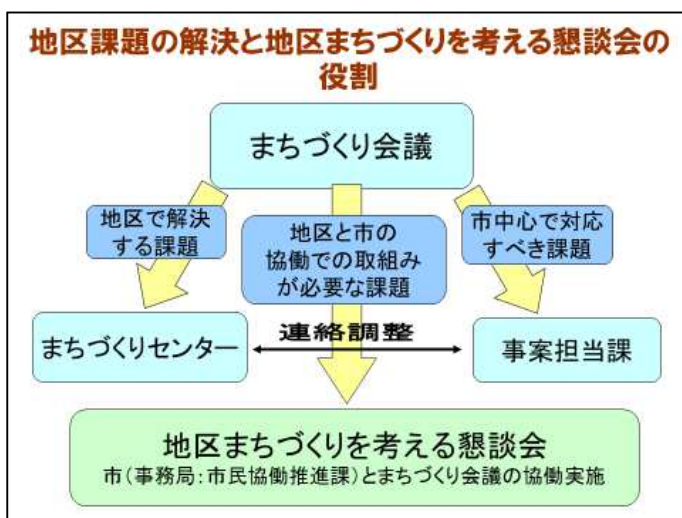 地区課題の解決と地区まちづくりを考える懇談会の
役割
まちづくり会議
地区で解決
する課題
地区と市の
協働での取組み
が必要な課題
市中心で対応
すべき課題
まちづくりセンター
連絡調整
事案担当課
地区まちづくりを考える懇談会
市(事務局:市民協働推進課)とまちづくり会議の協働実施